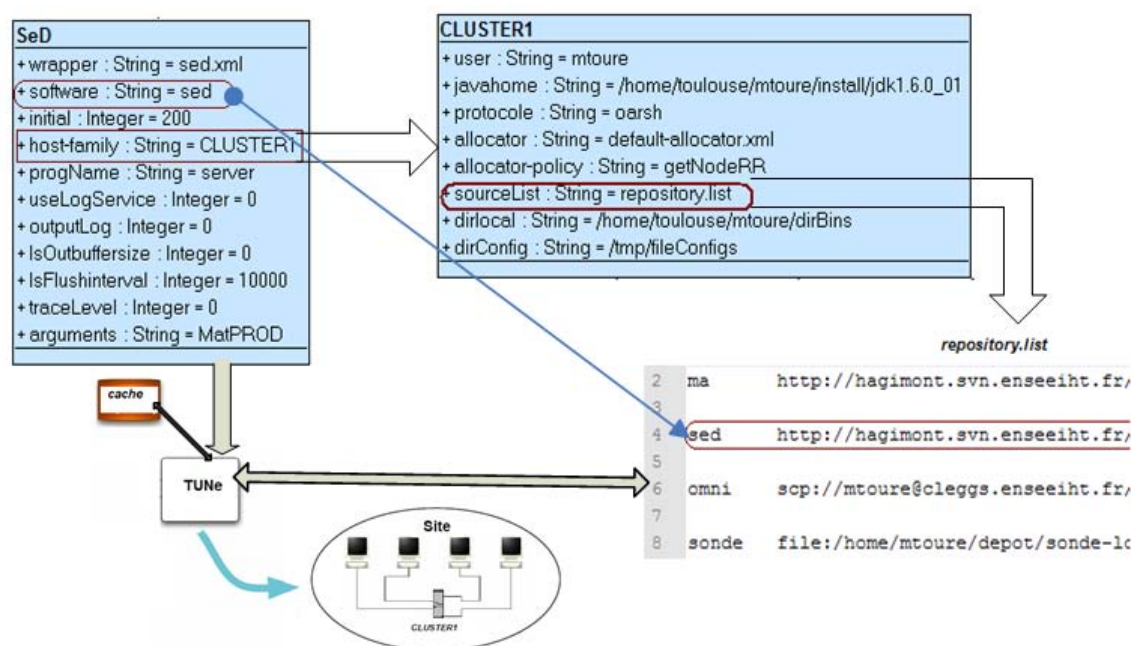 SeD
+ wrapper : String = sed.xml
+ software : String = sed
+ initial : Integer = 200
+ host-family : String = CLUSTER1
+ progName : String = server
+ useLogService : Integer = 0
+ outputLog : Integer = 0
+ lsOutbuffersize : Integer = 0
+ lsFlushinterval : Integer = 10000
+ traceLevel : Integer = 0
+ arguments : String = MatPROD
CLUSTER1
+ user : String = mtoure
+ javahome : String = /home/toulouse/mtoure/install/jdk1.6.0_01
+ protocole : String = oarsh
+ allocator : String = default-allocator.xml
+ allocator-policy : String = getNodeRR
+ sourceList : String = repository.list
+ dirlocal : String = /home/toulouse/mtoure/dirBins
+ dirConfig : String = /tmp/fileConfigs
repository.list
2 ma http://hagimont.svn.enseeiht.fr/
3
4 sed http://hagimont.svn.enseeiht.fr/
5
6 omni scp://mtoure@cleggs.enseeiht.fr/
7
8 sonde file:/home/mtoure/depot/sonde-lo
cache
TUNe
Site
CLUSTER1